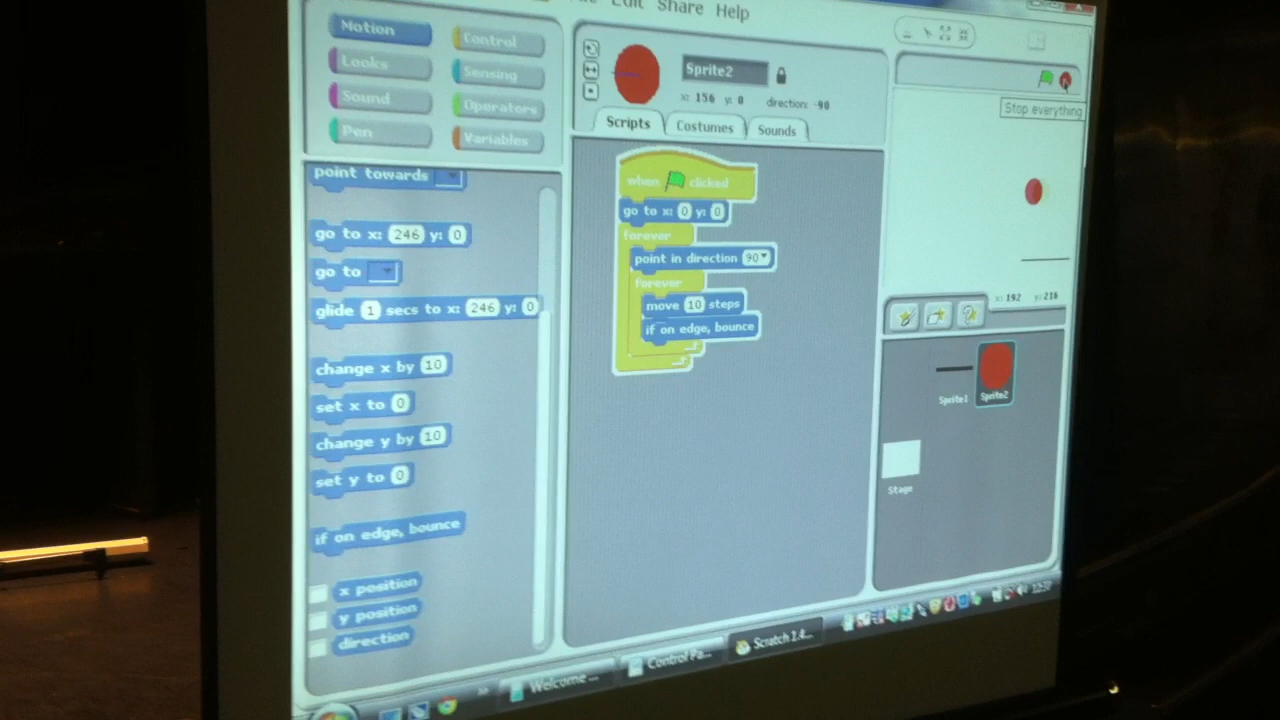 Edit Share Help
Motion
Control
Looks
Sensing
Sound
Operators
Pen
Variables
point towards
go to x: 246 y: 0
go to
glide 1 secs to x: 246 y: 0
change x by 10
set x to 0
change y by 10
set y to 0
if on edge, bounce
x position
y position
direction
Sprite2
x: 156 y: 0 direction: -90
Scripts Costumes Sounds
when clicked
go to x: 0 y: 0
forever
point in direction 90
forever
move 10 steps
if on edge, bounce
Stop everything
x: 192 y: 216
Sprite1
Sprite2
Stage
Welcome ...
Control Pa...
Scratch 1.4...